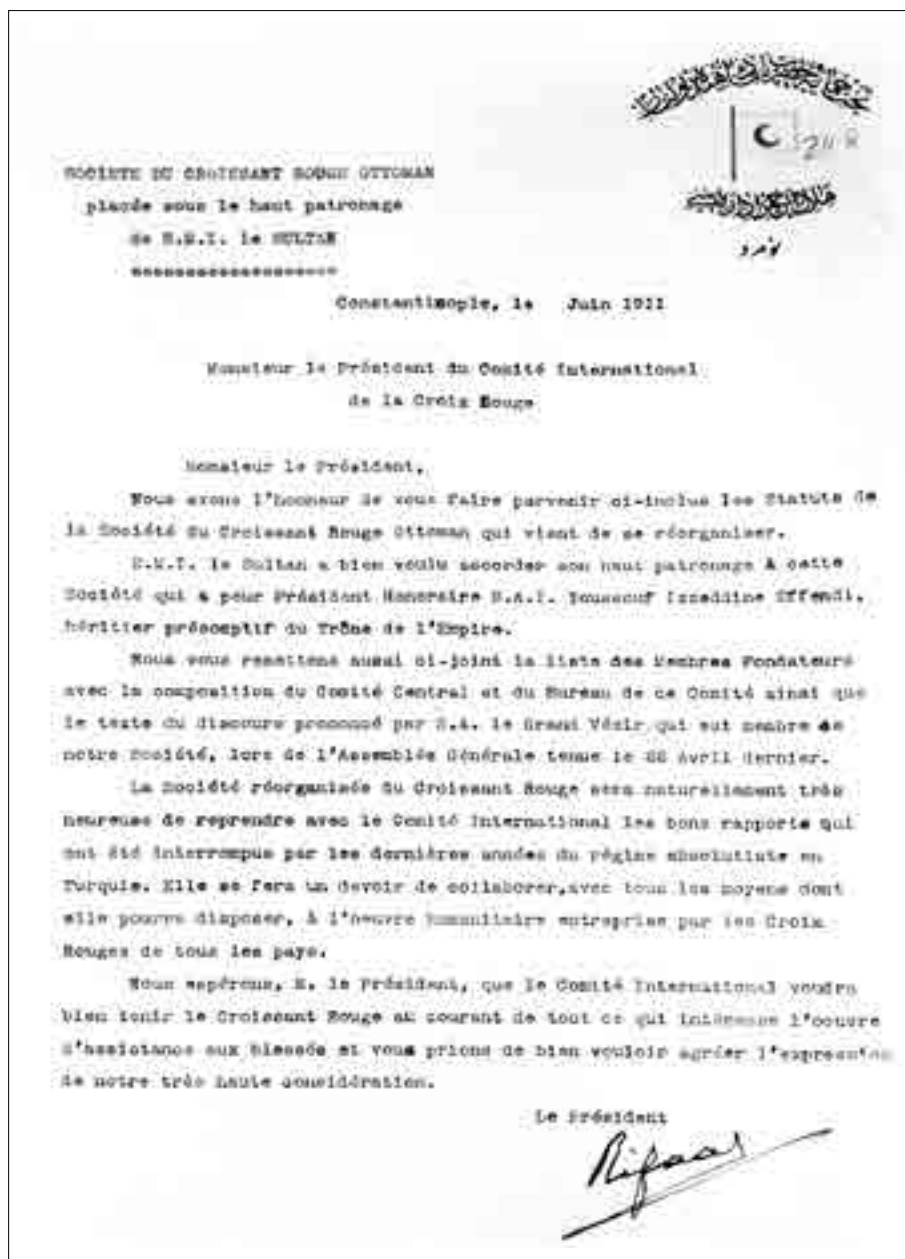 SOCIETE DU CROISSANT ROUGE OTTOMAN
placée sous le haut patronage
de S.M.I. le SULTAN
Constantinople, le Juin 1911
Monsieur le Président du Comité International
de la Croix Rouge
Monsieur le Président,
Nous avons l'honneur de vous faire parvenir ci-inclus les Statuts de
la Société du Croissant Rouge Ottoman qui vient de se réorganiser.
S.M.I. le Sultan a bien voulu accorder son haut patronage à cette
Société qui a pour Président Honoraire S.A.I. Youssouf Izzeddine Effendi,
héritier présomptif du Trône de l'Empire.
Nous vous remettons aussi ci-joint la liste des Membres Fondateurs
avec la composition du Comité Central et du Bureau de ce Comité ainsi que
le texte du discours prononcé par S.A. le Grand Vézir qui est membre de
notre Société, lors de l'Assemblée Générale tenue le Avril dernier.
La Société réorganisée du Croissant Rouge sera naturellement très
heureuse de reprendre avec le Comité International les bons rapports qui
ont été interrompus par les dernières années du régime absolutiste en
Turquie. Elle se fera un devoir de collaborer, avec tous les moyens dont
elle pourra disposer, à l'oeuvre humanitaire entreprise par les Croix
Rouges de tous les pays.
Nous espérons, M. le Président, que le Comité International voudra
bien tenir le Croissant Rouge au courant de tout ce qui intéresse l'oeuvre
d'assistance aux blessés et vous prions de bien vouloir agréer l'expression
de notre très haute considération.
Le Président
Rifaat